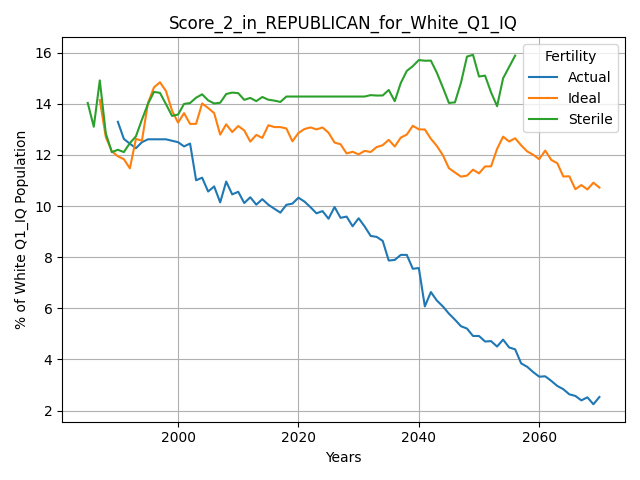 Score_2_in_REPUBLICAN_for_White_Q1_IQ
% of White Q1_IQ Population
16
14
12
10
8
6
4
2
Fertility
Actual
Ideal
Sterile
2000
2020
2040
2060
Years